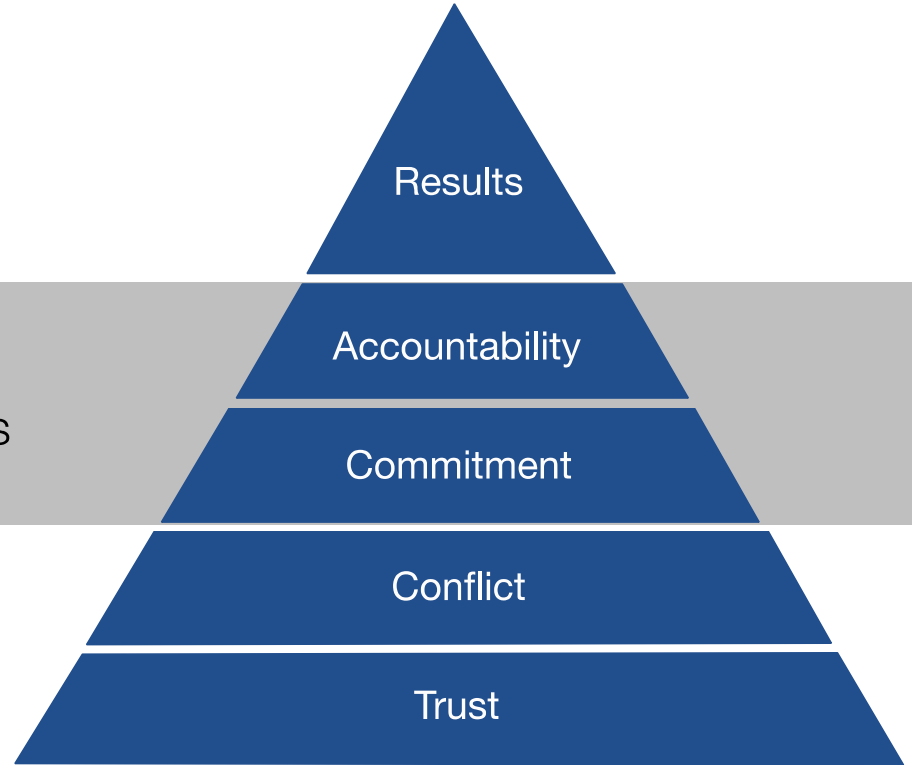 Results
Accountability
s
Commitment
Conflict
Trust